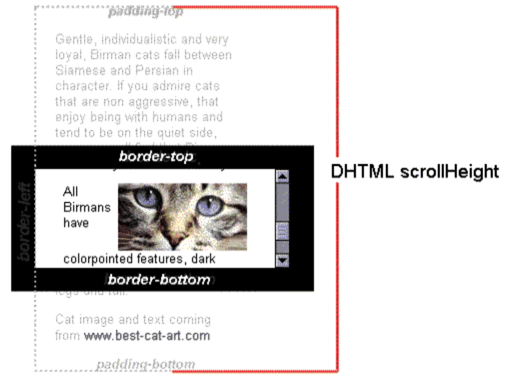 padding-top
Gentle, individualistic and very
loyal, Birman cats fall between
Siamese and Persian in
character. If you admire cats
that are non aggressive, that
enjoy being with humans and
tend to be on the quiet side,
border-top
DHTML scrollHeight
border-left
All
Birmans
have
colorpointed features, dark
border-bottom
legs and tail.
Cat image and text coming
from www.best-cat-art.com
padding-bottom